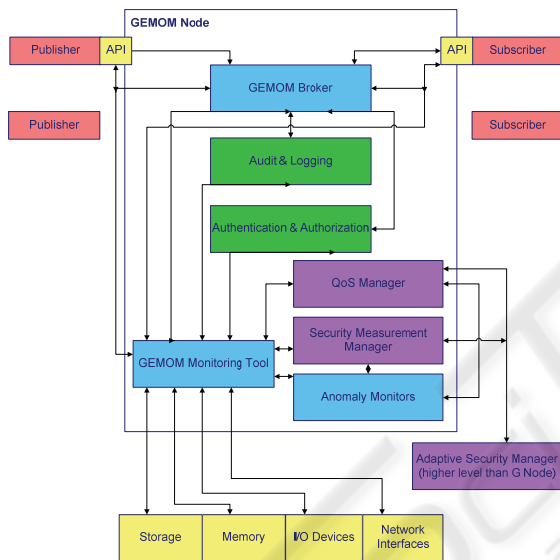 GEMOM Node
Publisher
API
API
Subscriber
GEMOM Broker
Publisher
Subscriber
Audit & Logging
Authentication & Authorization
QoS Manager
Security Measurement
Manager
GEMOM Monitoring Tool
Anomaly Monitors
Adaptive Security Manager
(higher level than G Node)
Storage
Memory
I/O Devices
Network
Interfaces